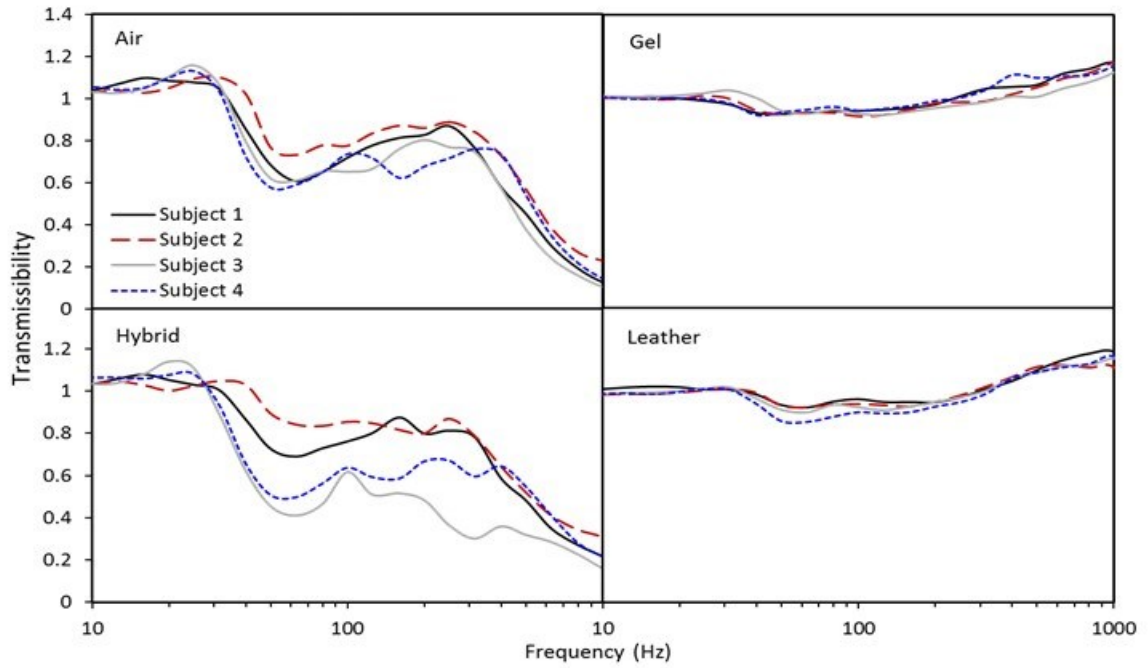 1.4
1.2
1
0.8
0.6
0.4
0.2
0
Air
Subject 1
Subject 2
Subject 3
Subject 4
Gel
Transmissibility
1.2
1
0.8
0.6
0.4
0.2
0
Hybrid
Leather
10
100
10
100
1000
Frequency (Hz)